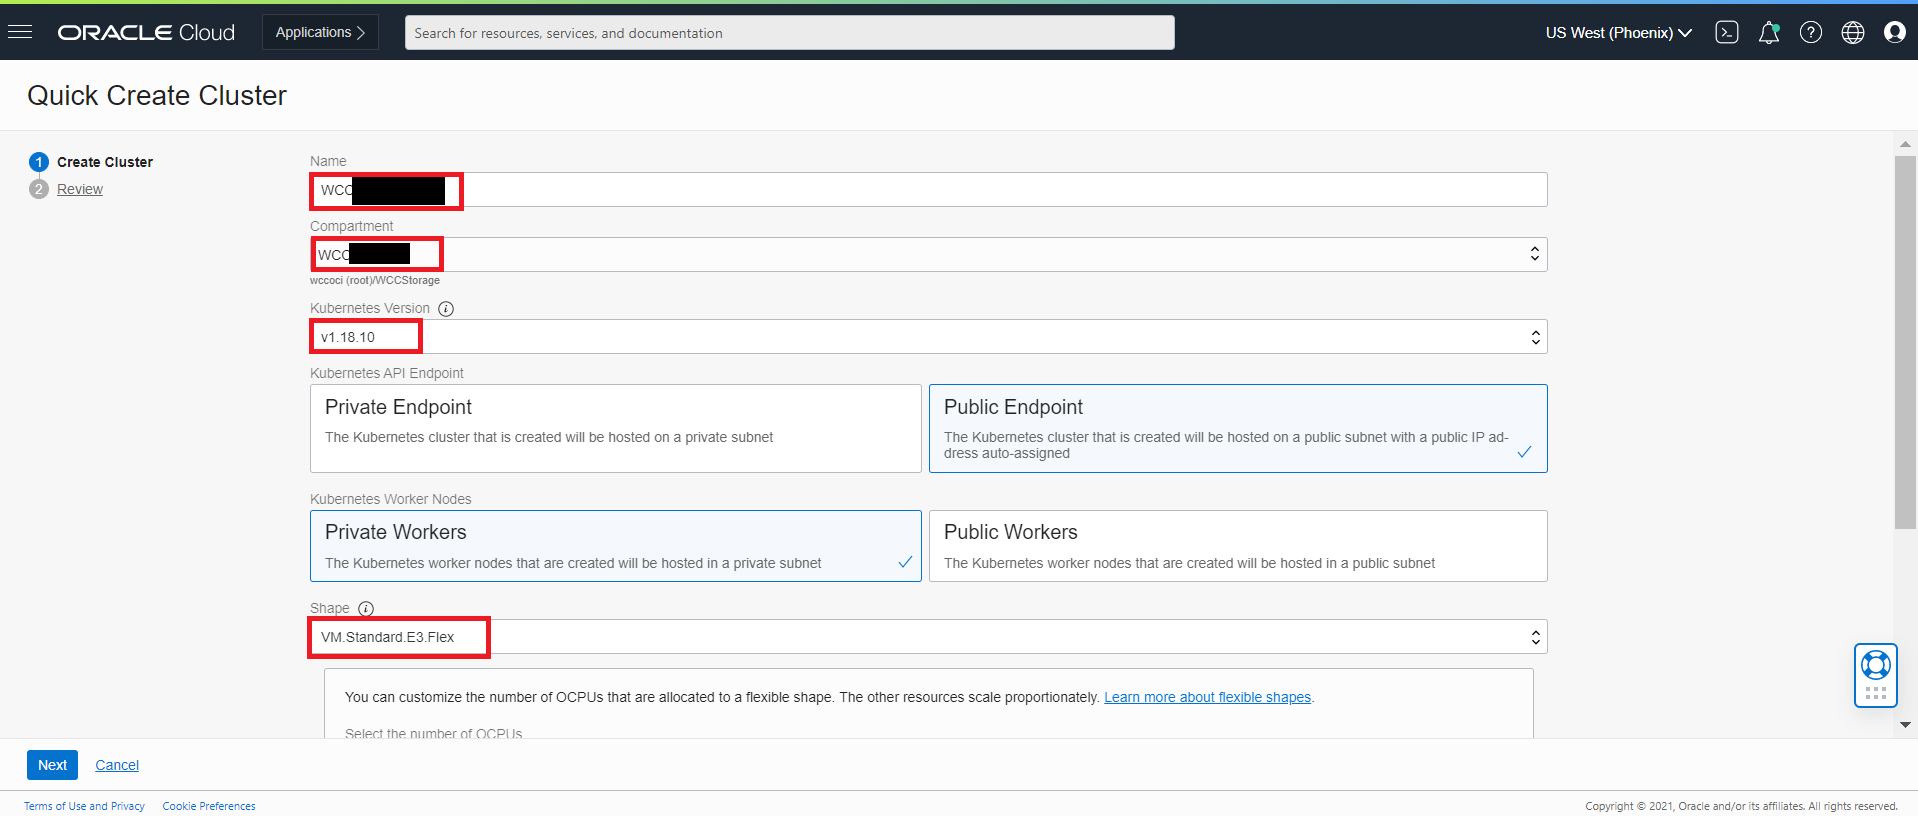 ORACLE Cloud
Applications
Search for resources, services, and documentation
US West (Phoenix)
Quick Create Cluster
1 Create Cluster
2 Review
Name
WCC
Compartment
WCC
wccoci (root)/WCCStorage
Kubernetes Version
v1.18.10
Kubernetes API Endpoint
Private Endpoint
The Kubernetes cluster that is created will be hosted on a private subnet
Public Endpoint
The Kubernetes cluster that is created will be hosted on a public subnet with a public IP ad-
dress auto-assigned
Kubernetes Worker Nodes
Private Workers
The Kubernetes worker nodes that are created will be hosted in a private subnet
Public Workers
The Kubernetes worker nodes that are created will be hosted in a public subnet
Shape
VM.Standard.E3.Flex
You can customize the number of OCPUs that are allocated to a flexible shape. The other resources scale proportionately. Learn more about flexible shapes.
Select the number of OCPUs
Next
Cancel
Terms of Use and Privacy
Cookie Preferences
Copyright © 2021, Oracle and/or its affiliates. All rights reserved.